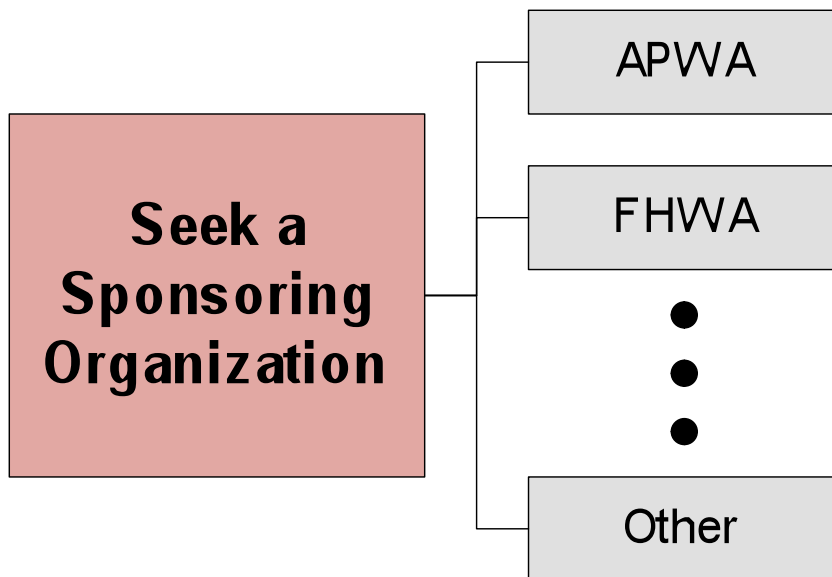 Seek a
Sponsoring
Organization
APWA
FHWA
Other